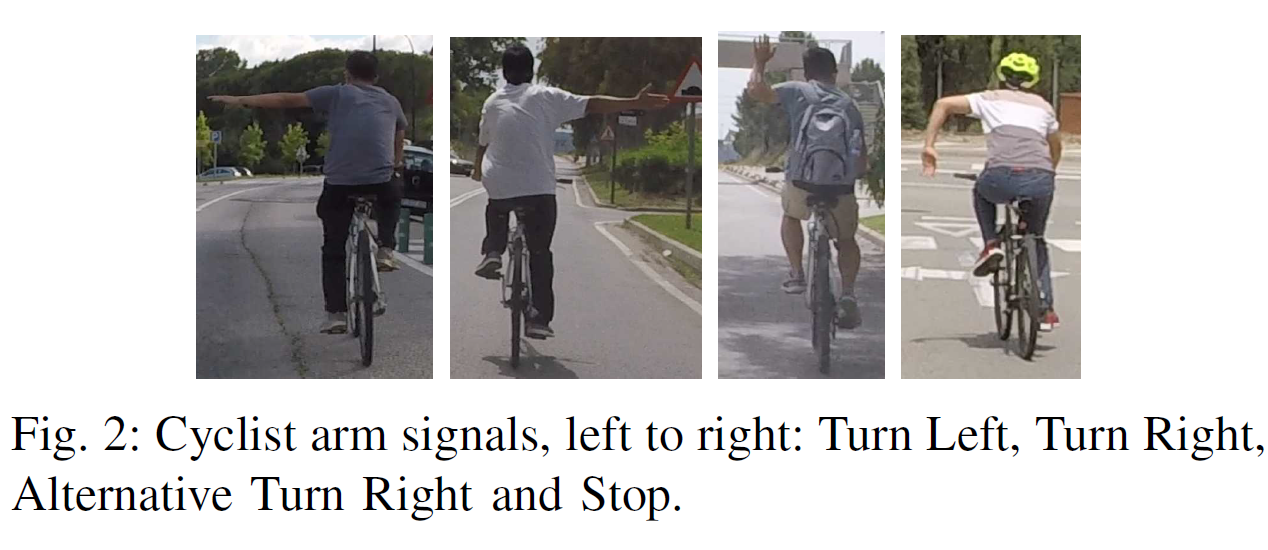 Fig. 2: Cyclist arm signals, left to right: Turn Left, Turn Right,
Alternative Turn Right and Stop.